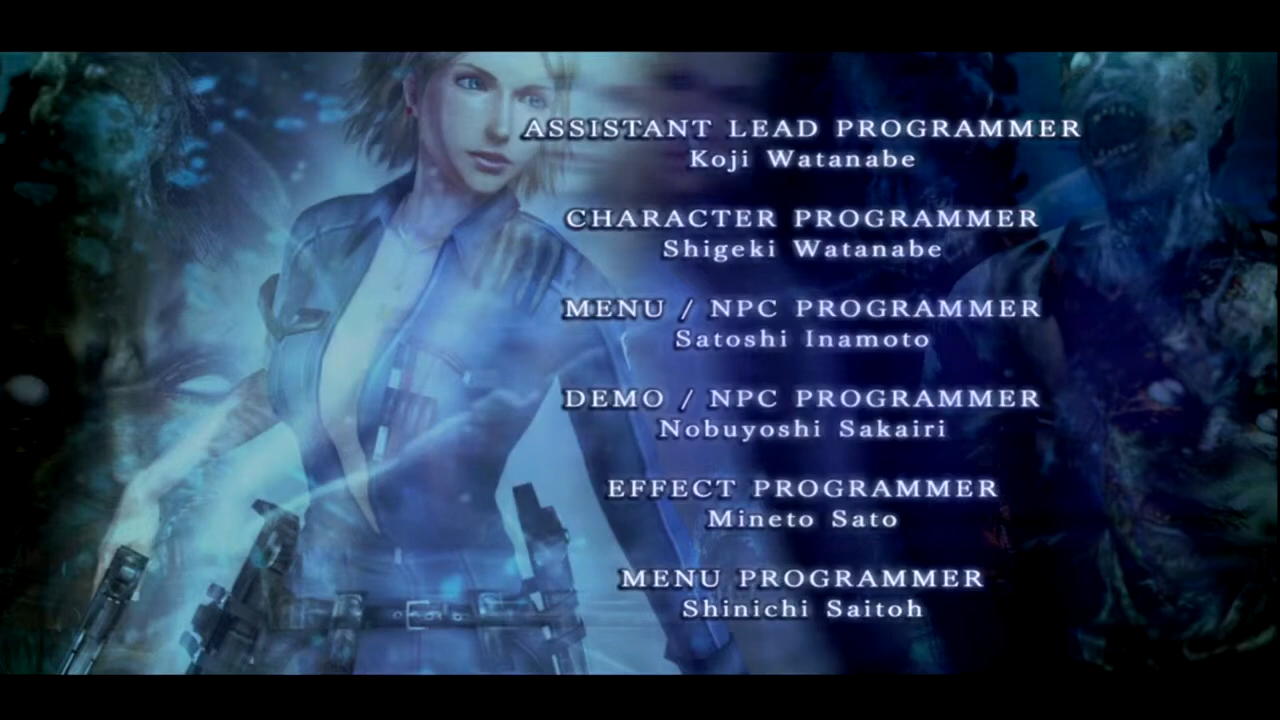 ASSISTANT LEAD PROGRAMMER
Koji Watanabe
CHARACTER PROGRAMMER
Shigeki Watanabe
MENU / NPC PROGRAMMER
Satoshi Inamoto
DEMO / NPC PROGRAMMER
Nobuyoshi Sakairi
EFFECT PROGRAMMER
Mineto Sato
MENU PROGRAMMER
Shinichi Saitoh